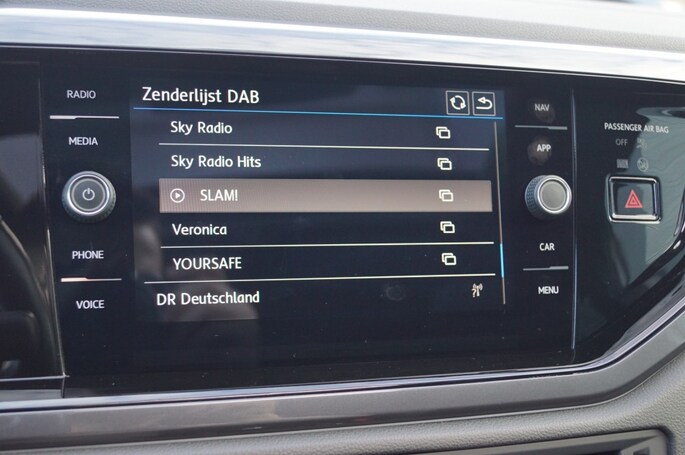 RADIO
MEDIA
PHONE
VOICE
Zenderlijst DAB
Sky Radio
Sky Radio Hits
SLAM!
Veronica
YOURSAFE
DR Deutschland
NAV
APP
CAR
MENU
PASSENGER AIR BAG
OFF